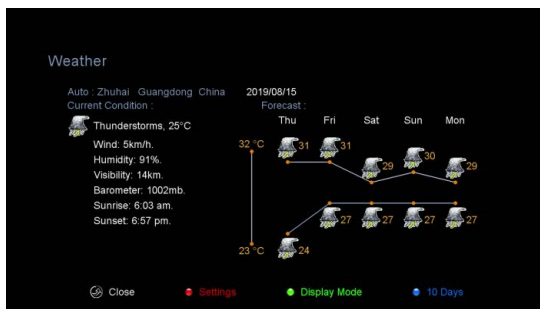 Weather
Auto : Zhuhai Guangdong China 2019/08/15
Current Condition : Forecast :
Thu Fri Sat Sun Mon
Thunderstorms, 25°C
Wind: 5km/h.
Humidity: 91%.
Visibility: 14km.
Barometer: 1002mb.
Sunrise: 6:03 am.
Sunset: 6:57 pm.
32 °C 31 31 29 30 29
23 °C 24 27 27 27 27
Close Settings Display Mode 10 Days